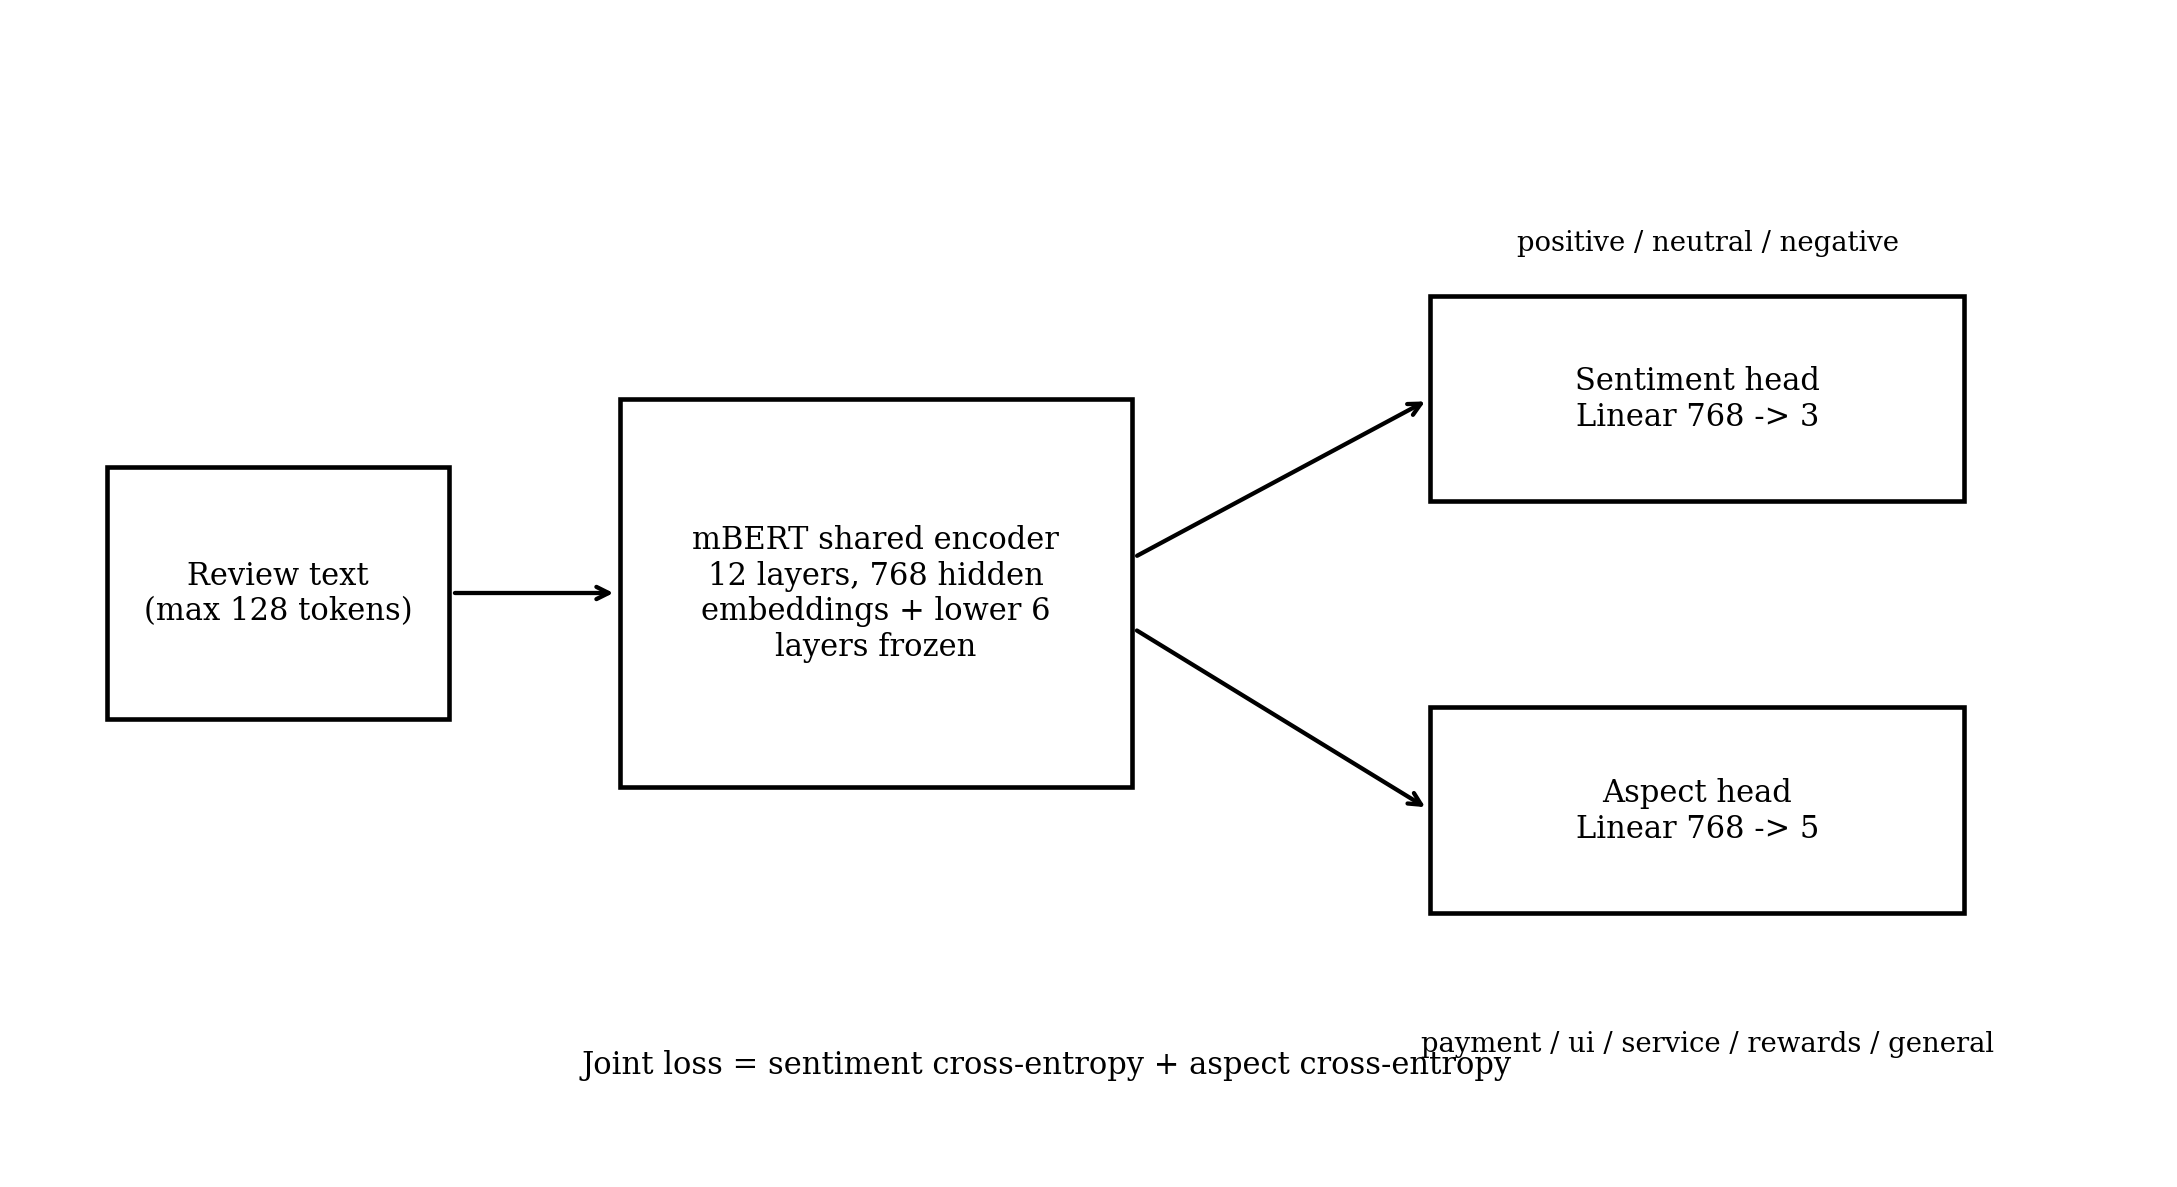 positive / neutral / negative
Sentiment head
Linear 768 -> 3
mBERT shared encoder
12 layers, 768 hidden
embeddings + lower 6
layers frozen
Review text
(max 128 tokens)
Aspect head
Linear 768 -> 5
payment / ui / service / rewards / general
Joint loss = sentiment cross-entropy + aspect cross-entropy